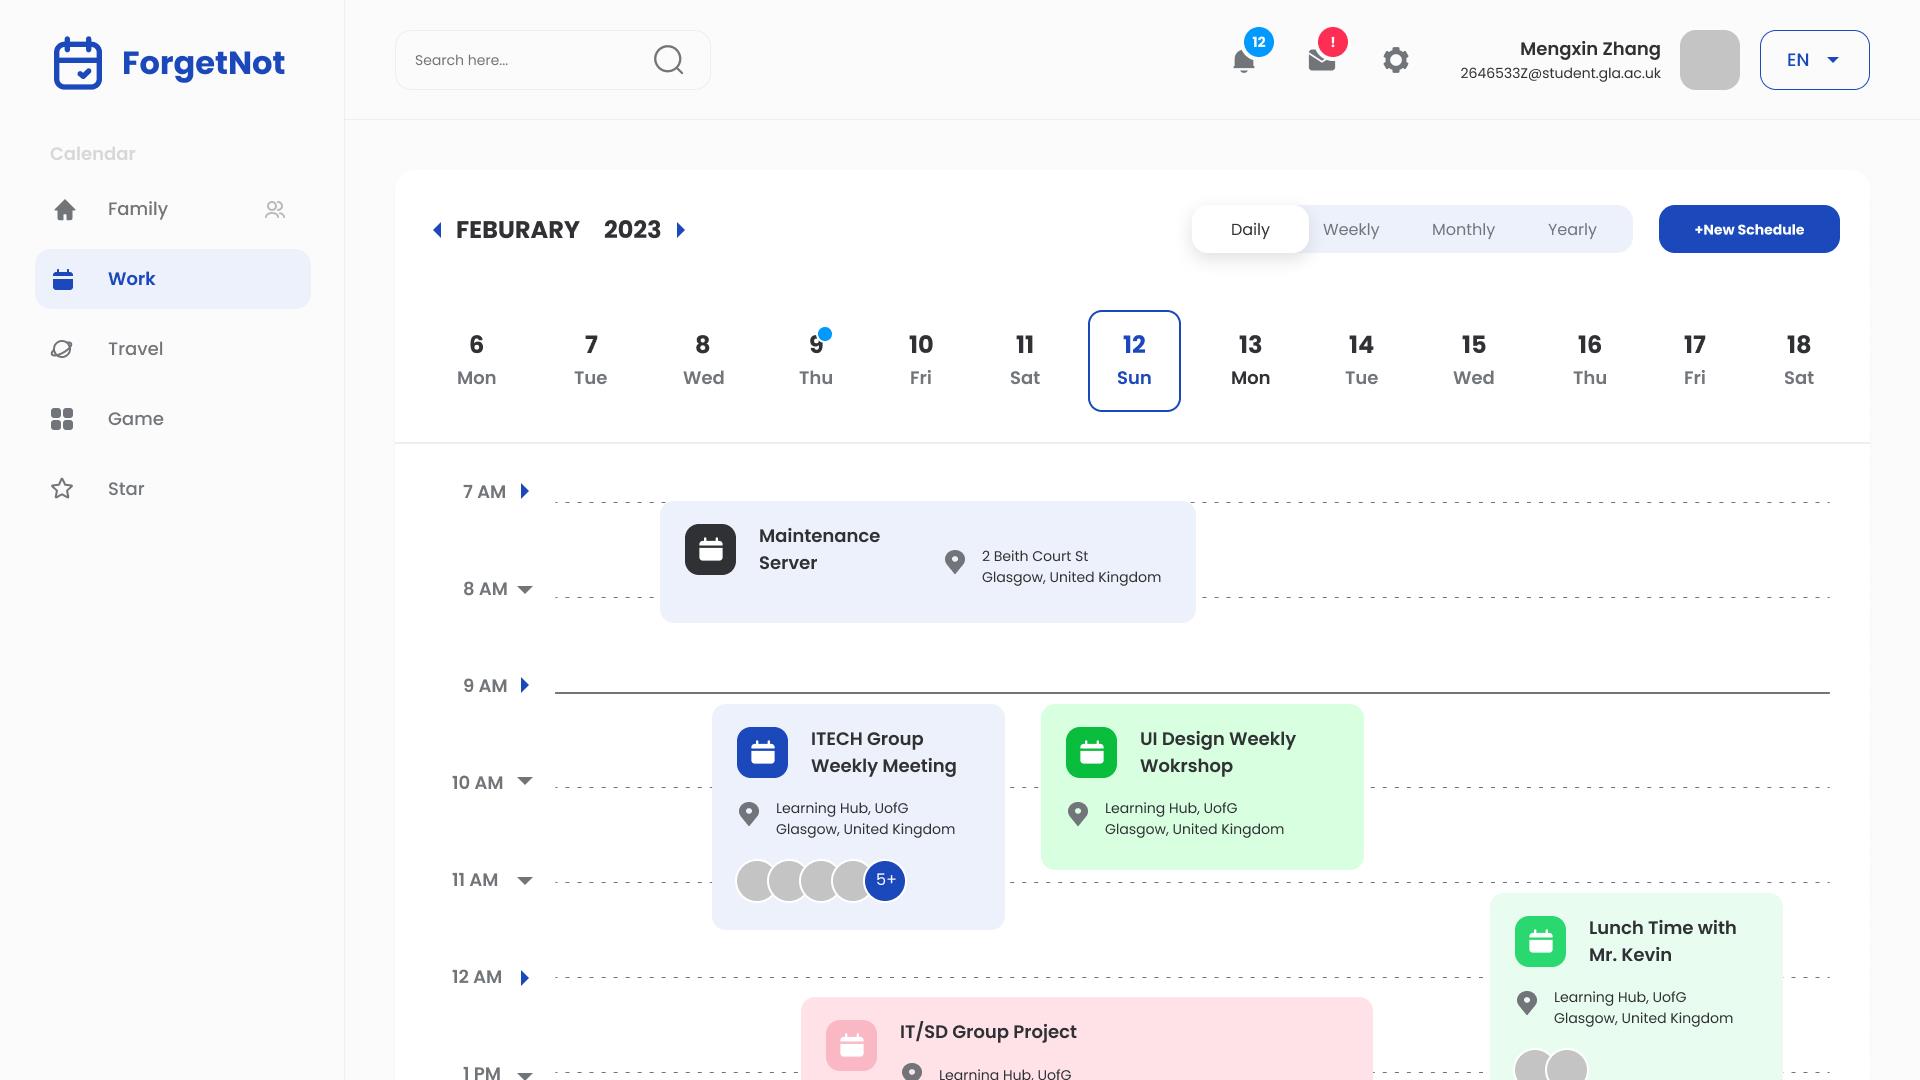 ForgetNot
Search here...
12
!
Mengxin Zhang
2646533Z@student.gla.ac.uk
EN
Calendar
Family
Work
Travel
Game
Star
FEBURARY 2023
Daily Weekly Monthly Yearly
+New Schedule
6 7 8 9 10 11 12 13 14 15 16 17 18
Mon Tue Wed Thu Fri Sat Sun Mon Tue Wed Thu Fri Sat
7 AM
Maintenance
Server
2 Beith Court St
Glasgow, United Kingdom
8 AM
9 AM
ITECH Group
Weekly Meeting
Learning Hub, UofG
Glasgow, United Kingdom
5+
UI Design Weekly
Wokrshop
Learning Hub, UofG
Glasgow, United Kingdom
10 AM
11 AM
Lunch Time with
Mr. Kevin
Learning Hub, UofG
Glasgow, United Kingdom
12 AM
IT/SD Group Project
Learning Hub, UofG
1 PM